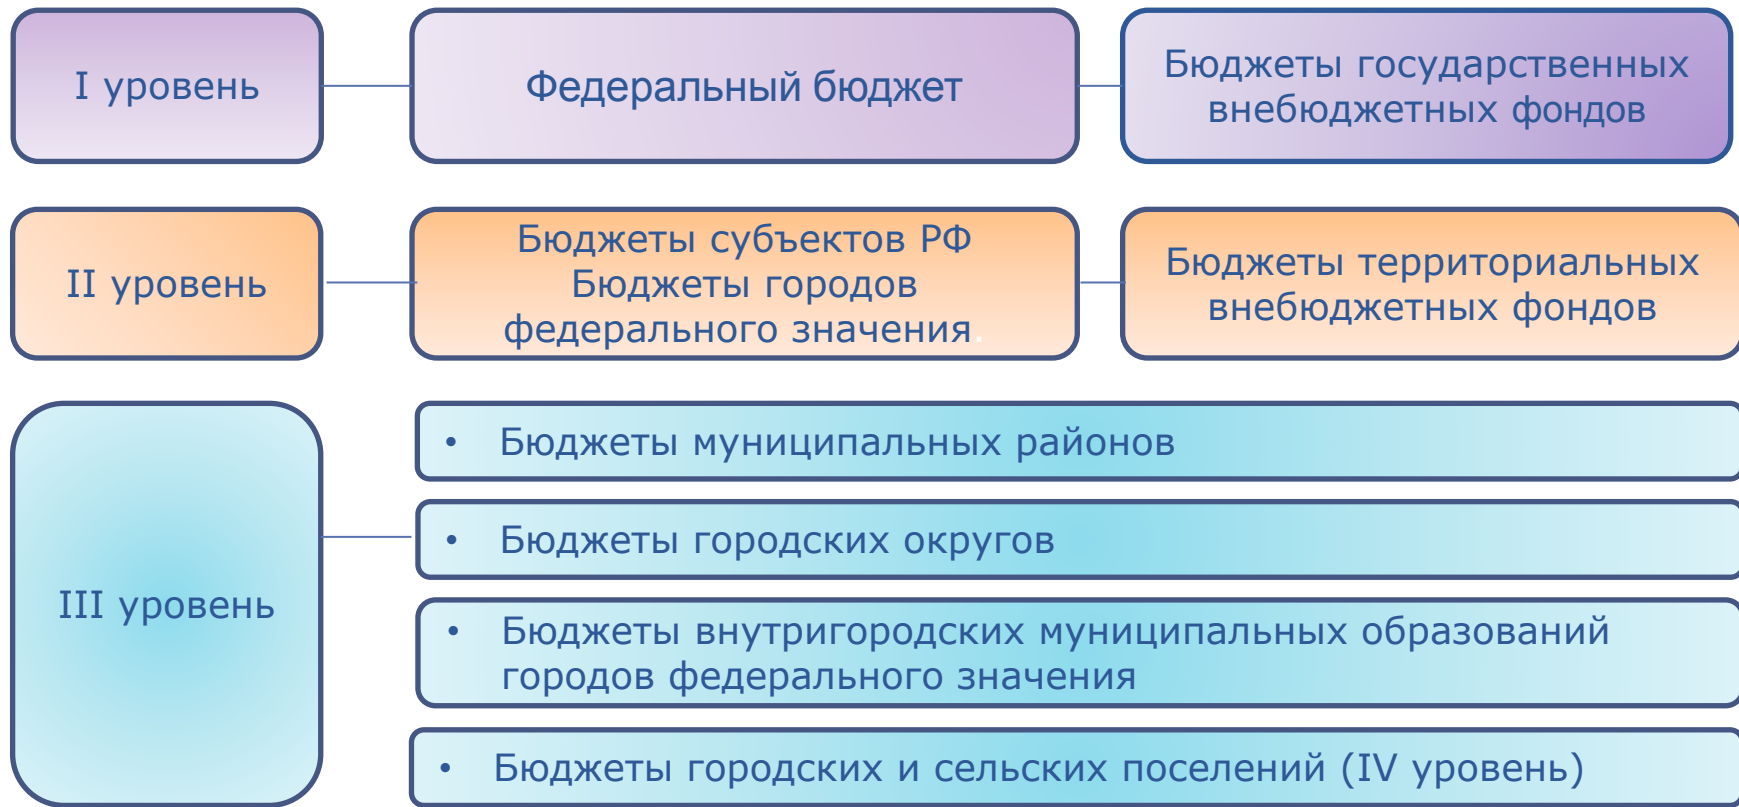 I уровень
Федеральный бюджет
Бюджеты государственных
внебюджетных фондов
II уровень
Бюджеты субъектов РФ
Бюджеты городов
федерального значения.
Бюджеты территориальных
внебюджетных фондов
III уровень
• Бюджеты муниципальных районов
• Бюджеты городских округов
• Бюджеты внутригородских муниципальных образований
городов федерального значения
• Бюджеты городских и сельских поселений (IV уровень)